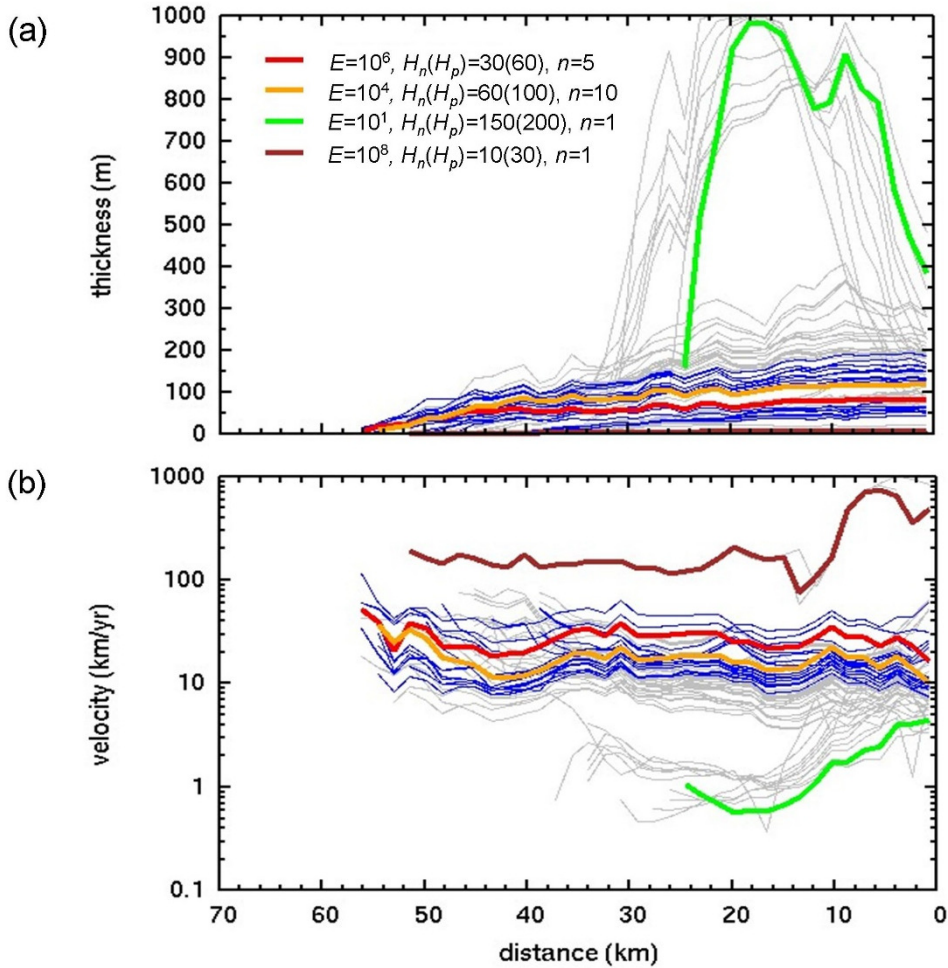 (a)
1000
900
800
700
600
500
400
300
200
100
0
thickness (m)
E=10⁶, Hₙ(Hₚ)=30(60), n=5
E=10⁴, Hₙ(Hₚ)=60(100), n=10
E=10¹, Hₙ(Hₚ)=150(200), n=1
E=10⁸, Hₙ(Hₚ)=10(30), n=1
(b)
1000
100
10
1
0.1
velocity (km/yr)
70 60 50 40 30 20 10 0
distance (km)